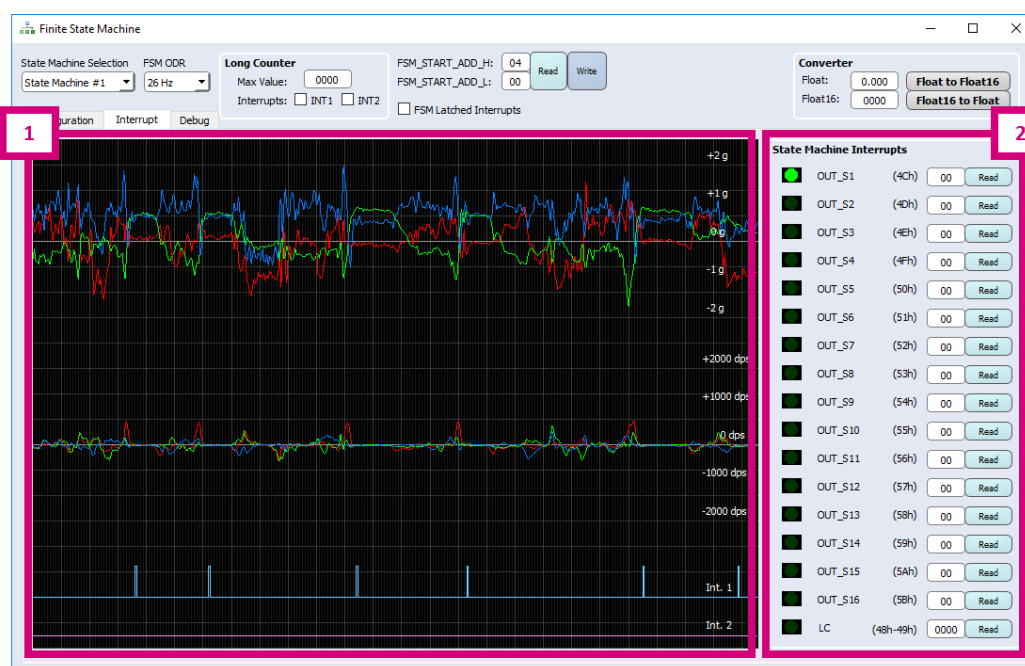 Finite State Machine
State Machine Selection FSM ODR
State Machine #1 26 Hz
Long Counter
Max Value: 0000
Interrupts: INT1 INT2
FSM_START_ADD_H: 04
FSM_START_ADD_L: 00
Read Write
FSM Latched Interrupts
Converter
Float: 0.000 Float to Float16
Float16: 0000 Float16 to Float
1
uration Interrupt Debug
2
+2 g
+1 g
0 g
-1 g
-2 g
+2000 dps
+1000 dps
0 dps
-1000 dps
-2000 dps
Int. 1
Int. 2
State Machine Interrupts
OUT_S1 (4Ch) 00 Read
OUT_S2 (4Dh) 00 Read
OUT_S3 (4Eh) 00 Read
OUT_S4 (4Fh) 00 Read
OUT_S5 (50h) 00 Read
OUT_S6 (51h) 00 Read
OUT_S7 (52h) 00 Read
OUT_S8 (53h) 00 Read
OUT_S9 (54h) 00 Read
OUT_S10 (55h) 00 Read
OUT_S11 (56h) 00 Read
OUT_S12 (57h) 00 Read
OUT_S13 (58h) 00 Read
OUT_S14 (59h) 00 Read
OUT_S15 (5Ah) 00 Read
OUT_S16 (5Bh) 00 Read
LC (48h-49h) 0000 Read